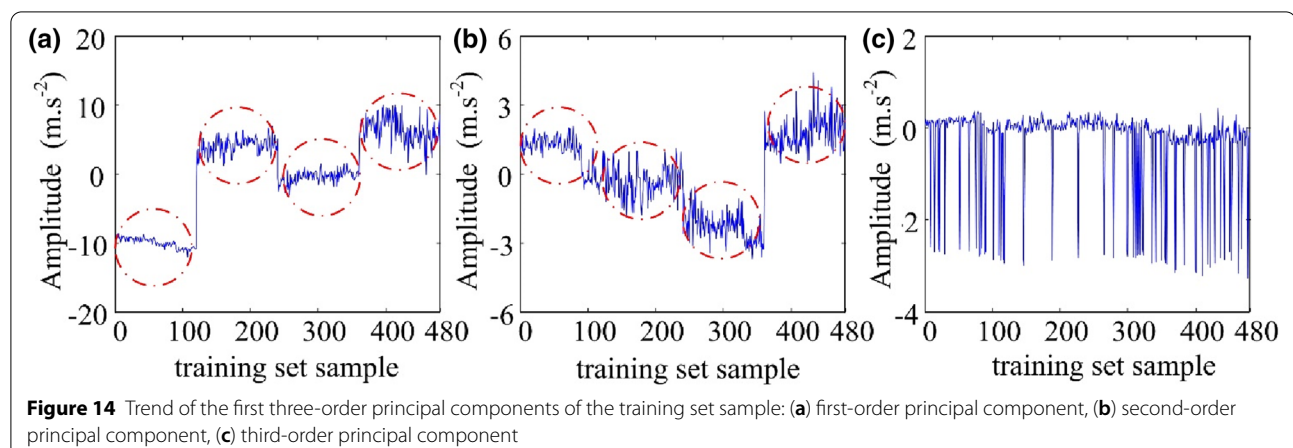 (a)
20
10
0
-10
-20
Amplitude (m.s-2)
0 100 200 300 400 480
training set sample
(b)
6
3
0
-3
-6
Amplitude (m.s-2)
0 100 200 300 400 480
training set sample
(c)
2
0
2
-4
Amplitude (m.s-2)
0 100 200 300 400 480
training set sample
Figure 14 Trend of the first three-order principal components of the training set sample: (a) first-order principal component, (b) second-order
principal component, (c) third-order principal component